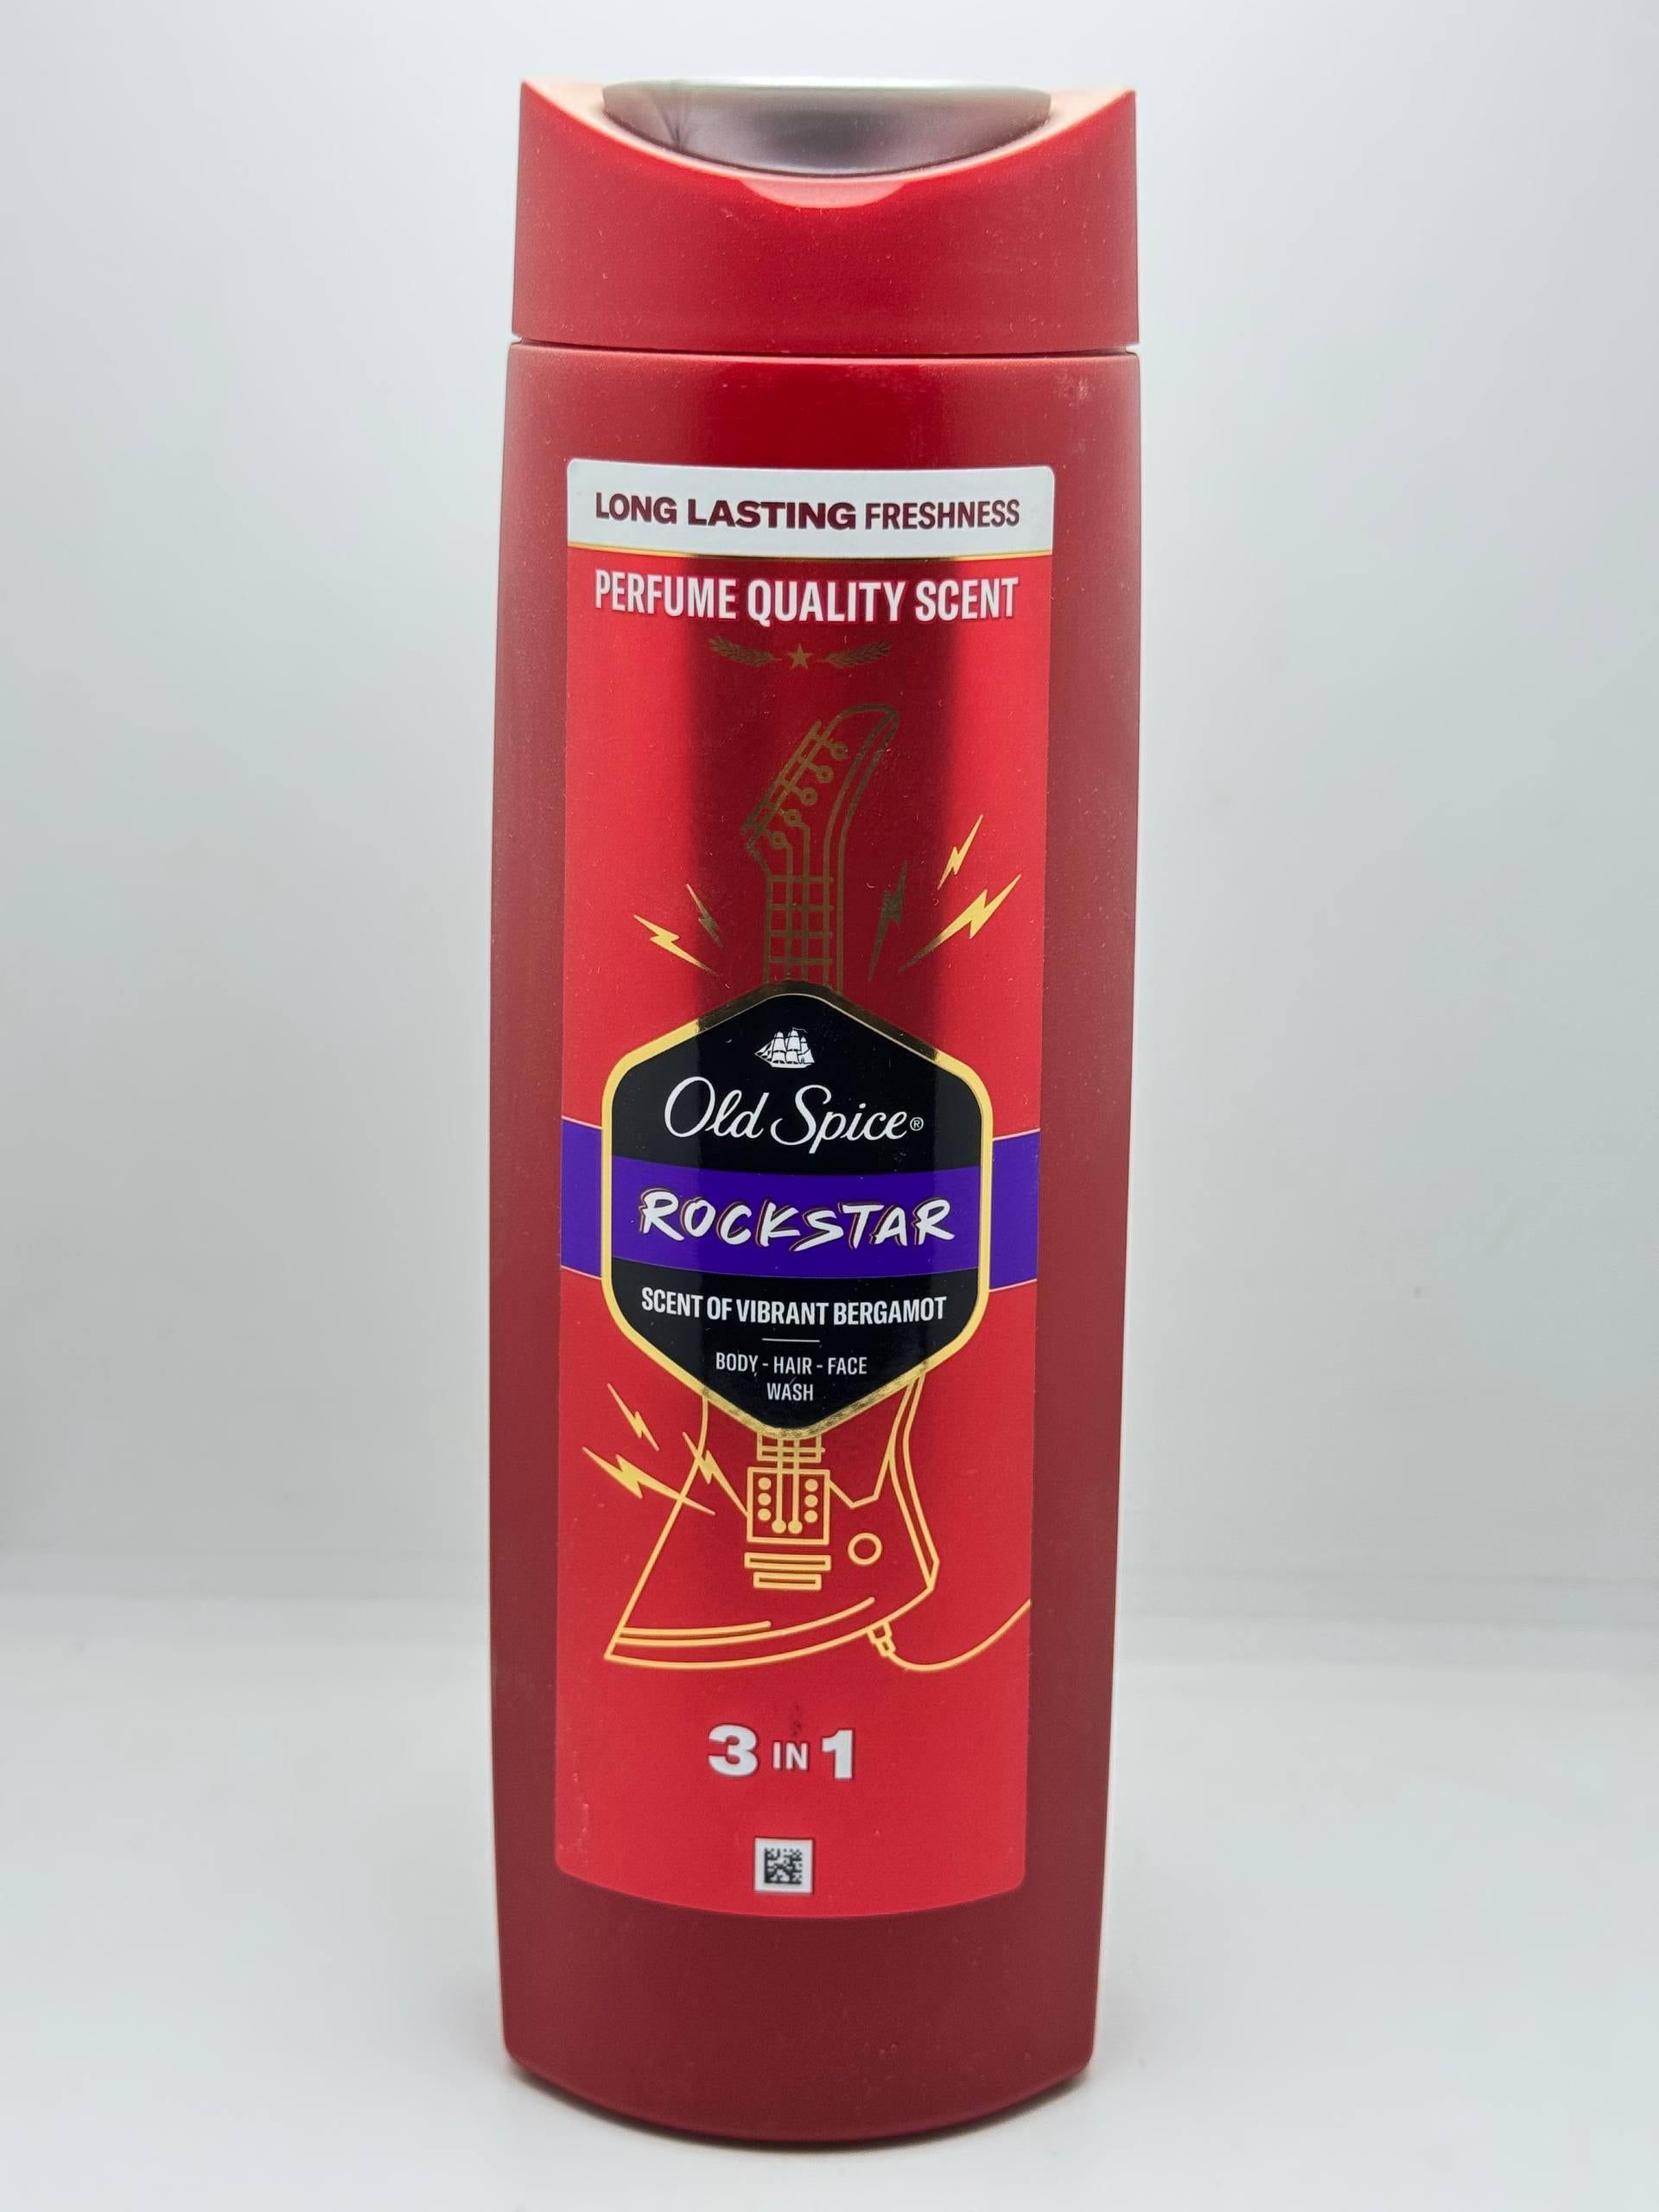 LONG LASTING FRESHNESS
PERFUME QUALITY SCENT
Old Spice®
ROCKSTAR
SCENT OF VIBRANT BERGAMOT
BODY - HAIR - FACE
WASH
3 IN 1